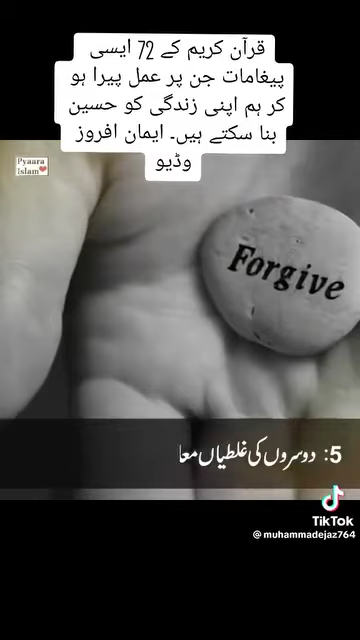 قرآن کریم کے 72 ایسی
پیغامات جن پر عمل پیرا ہو
کر ہم اپنی زندگی کو حسین
بنا سکتے ہیں۔ ایمان افروز
وڈیو
Pyaara
Islam
Forgive
5: دوسروں کی غلطیاں معا
TikTok
@muhammadejaz764